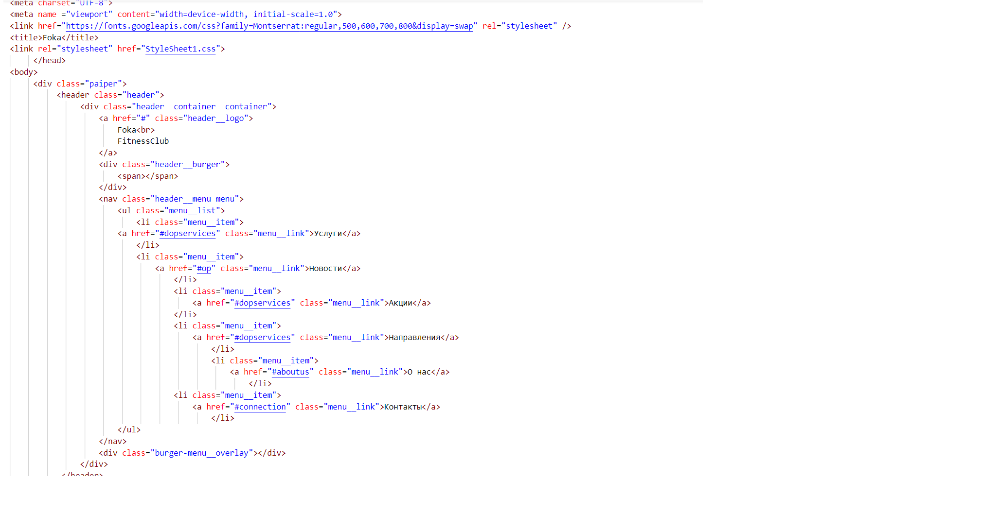 <meta charset="UTF-8">
<meta name ="viewport" content="width=device-width, initial-scale=1.0">
<link href="https://fonts.googleapis.com/css?family=Montserrat:regular,500,600,700,800&display=swap" rel="stylesheet" />
<title>Foka</title>
<link rel="stylesheet" href="StyleSheet1.css">
</head>
<body>
<div class="paiper">
<header class="header">
<div class="header__container _container">
<a href="#" class="header__logo">
Foka<br>
FitnessClub
</a>
<div class="header__burger">
<span></span>
</div>
<nav class="header__menu menu">
<ul class="menu__list">
<li class="menu__item">
<a href="#dopservices" class="menu__link">Услуги</a>
</li>
<li class="menu__item">
<a href="#op" class="menu__link">Новости</a>
</li>
<li class="menu__item">
<a href="#dopservices" class="menu__link">Акции</a>
</li>
<li class="menu__item">
<a href="#dopservices" class="menu__link">Направления</a>
</li>
<li class="menu__item">
<a href="#aboutus" class="menu__link">О нас</a>
</li>
<li class="menu__item">
<a href="#connection" class="menu__link">Контакты</a>
</li>
</ul>
</nav>
<div class="burger-menu__overlay"></div>
</div>
</header>